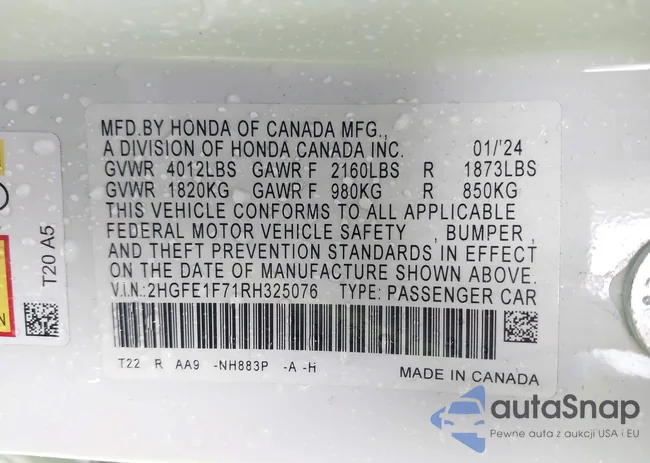 MFD.BY HONDA OF CANADA MFG.,
A DIVISION OF HONDA CANADA INC. 01/'24
GVWR 4012LBS GAWR F 2160LBS R 1873LBS
GVWR 1820KG GAWR F 980KG R 850KG
THIS VEHICLE CONFORMS TO ALL APPLICABLE
FEDERAL MOTOR VEHICLE SAFETY , BUMPER ,
AND THEFT PREVENTION STANDARDS IN EFFECT
ON THE DATE OF MANUFACTURE SHOWN ABOVE.
V.I.N.:2HGFE1F71RH325076 TYPE: PASSENGER CAR
T22 R AA9 -NH883P -A -H
MADE IN CANADA
T20 A5
N
autaSnap
Pewne auta z aukcji USA i EU